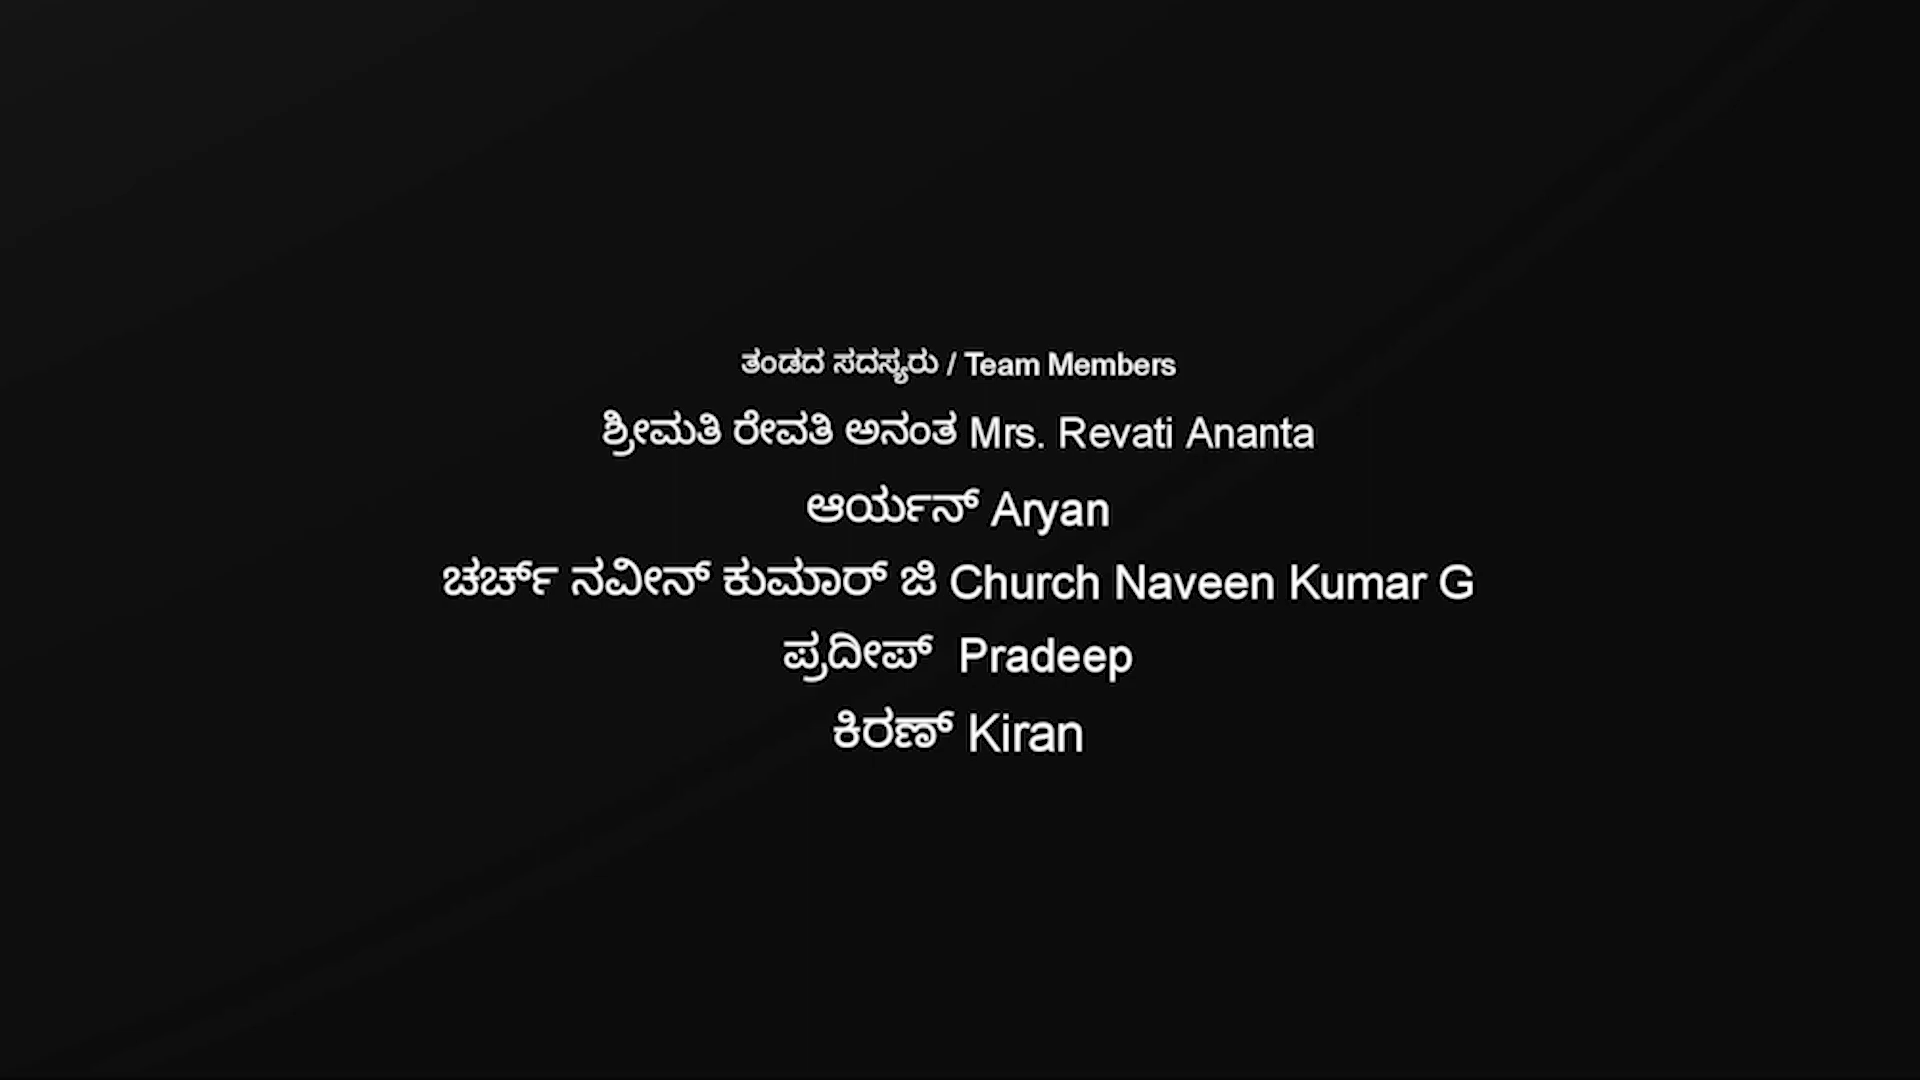 ತಂಡದ ಸದಸ್ಯರು / Team Members
ಶ್ರೀಮತಿ ರೇವತಿ ಅನಂತ Mrs. Revati Ananta
ಆರ್ಯನ್ Aryan
ಚರ್ಚ್ ನವೀನ್ ಕುಮಾರ್ ಜಿ Church Naveen Kumar G
ಪ್ರದೀಪ್ Pradeep
ಕಿರಣ್ Kiran